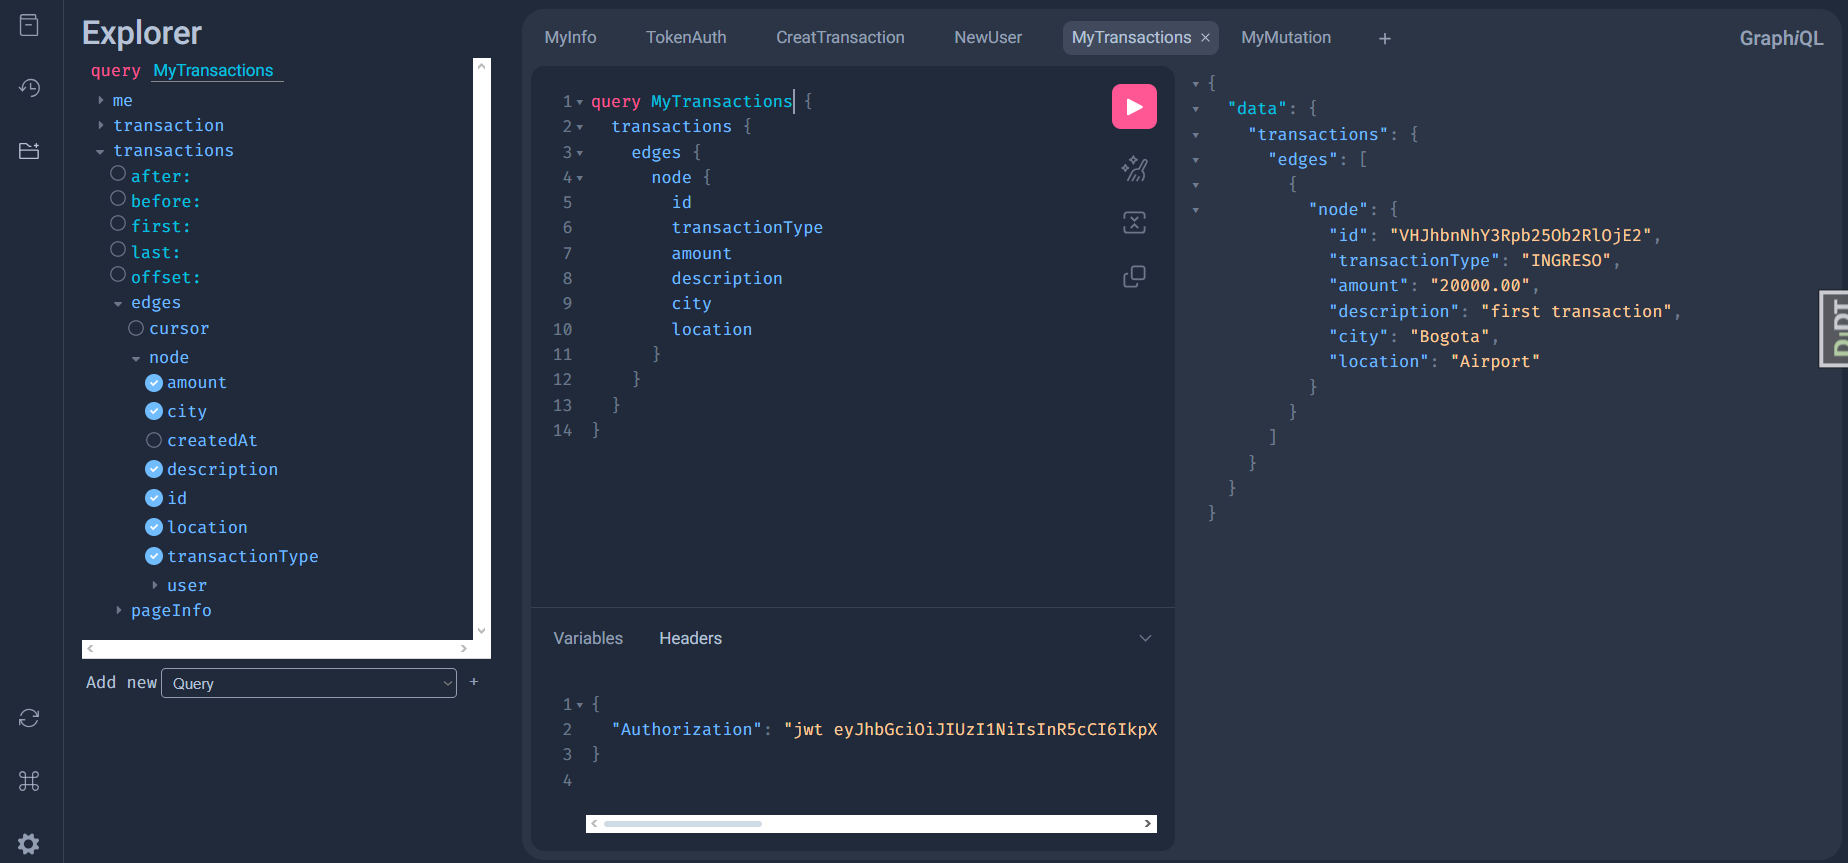 Explorer
query MyTransactions
me
transaction
transactions
after:
before:
first:
last:
offset:
edges
cursor
node
amount
city
createdAt
description
id
location
transactionType
user
pageInfo
Add new Query +
MyInfo TokenAuth CreatTransaction NewUser MyTransactions × MyMutation +
GraphiQL
1 query MyTransactions {
2 transactions {
3 edges {
4 node {
5 id
6 transactionType
7 amount
8 description
9 city
10 location
11 }
12 }
13 }
14 }
Variables Headers
1 {
2 "Authorization": "jwt eyJhbGciOiJIUzI1NiIsInR5cCI6IkpX
3 }
4
{
"data": {
"transactions": {
"edges": [
{
"node": {
"id": "VHJhbnNhY3Rpb25Ob2RlOjE2",
"transactionType": "INGRESO",
"amount": "20000.00",
"description": "first transaction",
"city": "Bogota",
"location": "Airport"
}
}
]
}
}
}
DjDT